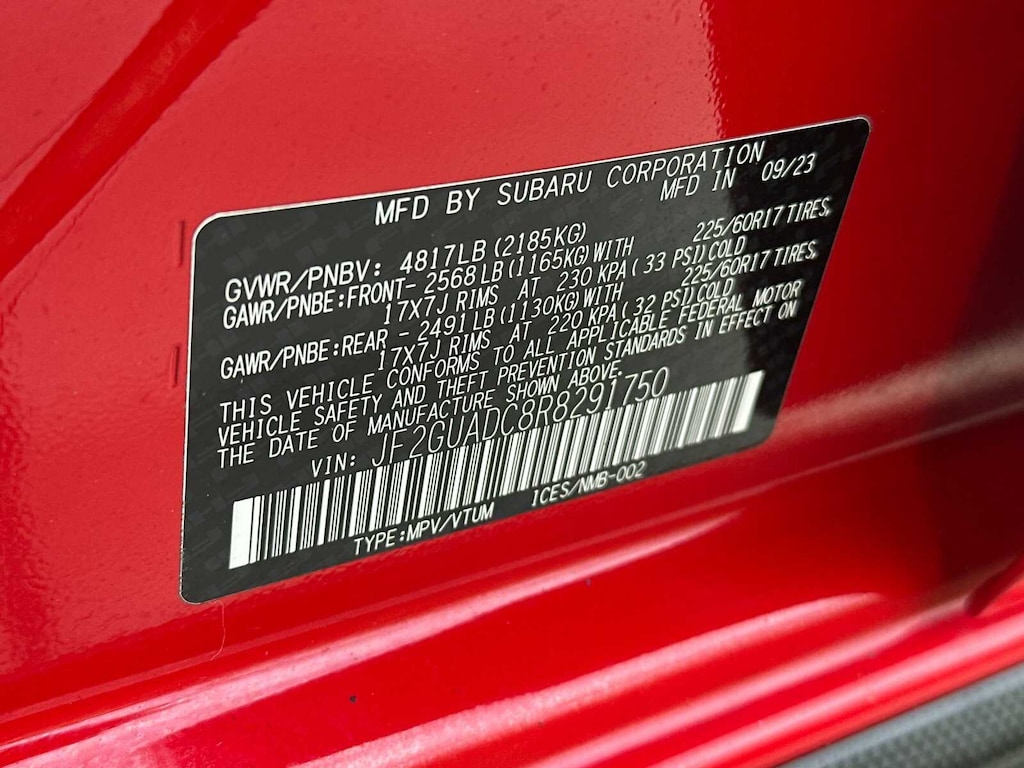 MFD BY SUBARU CORPORATION
MFD IN 09/23
GVWR/PNBV: 4817LB(2185KG)
GAWR/PNBE:FRONT- 2568LB(1165KG)WITH 225/60R17 TIRES,
17X7J RIMS AT 230 KPA(33 PSI)COLD
GAWR/PNBE:REAR - 2491LB(1130KG)WITH 225/60R17 TIRES,
17X7J RIMS AT 220 KPA(32 PSI)COLD
THIS VEHICLE CONFORMS TO ALL APPLICABLE FEDERAL MOTOR
VEHICLE SAFETY AND THEFT PREVENTION STANDARDS IN EFFECT ON
THE DATE OF MANUFACTURE SHOWN ABOVE.
VIN: JF2GUADC8R8291750
TYPE:MPV/VTUM ICES/NMB-002